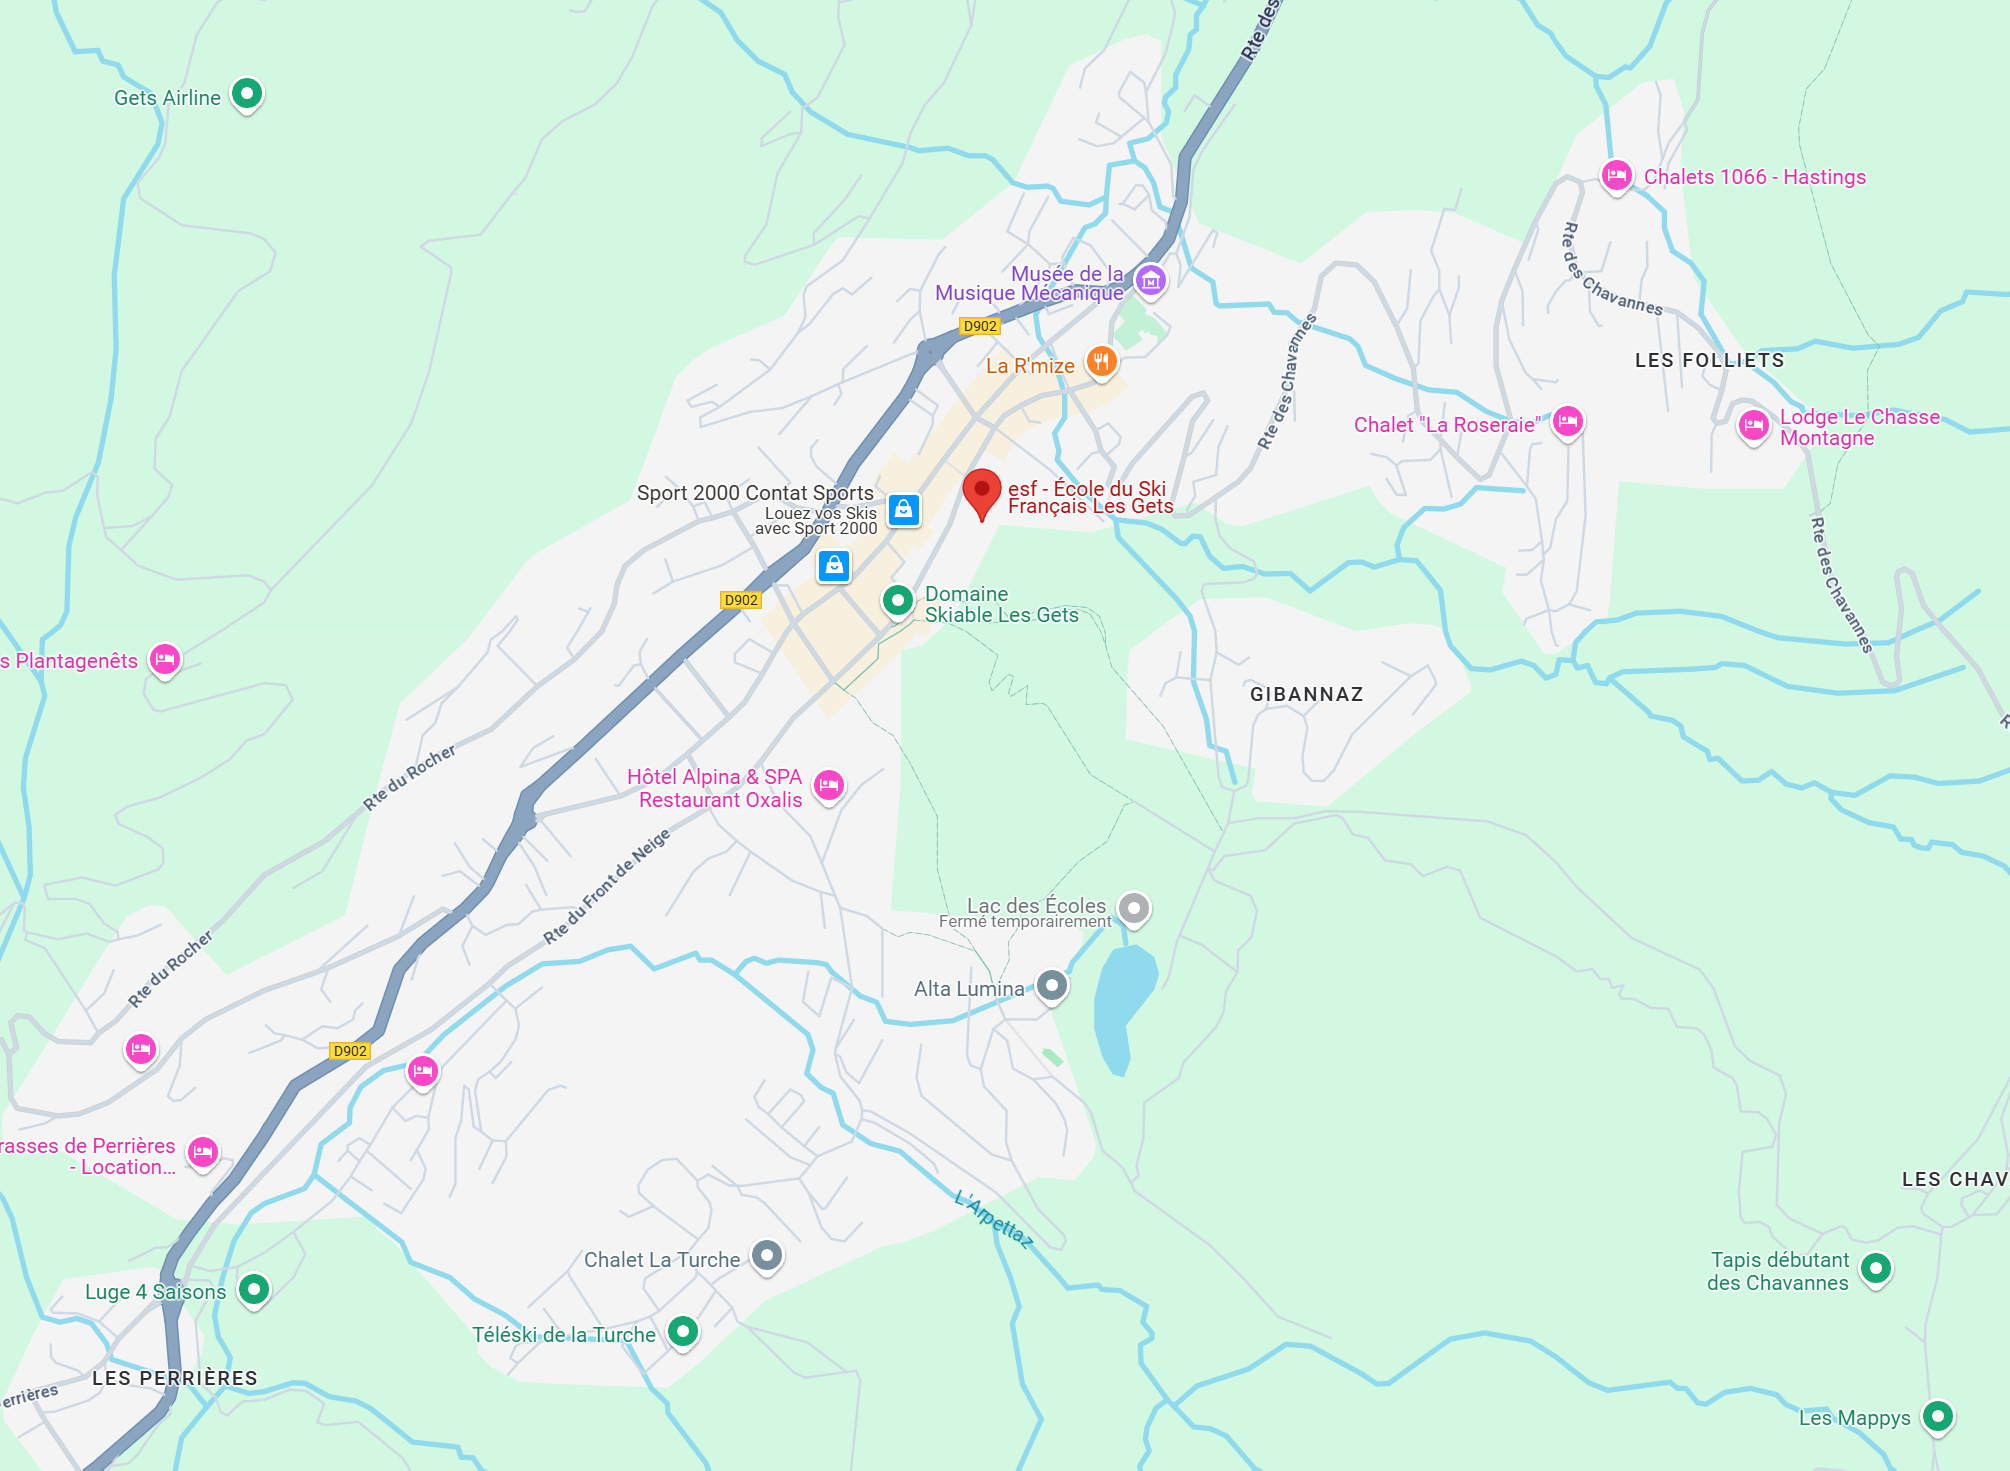 Rte des
Gets Airline
Chalets 1066 - Hastings
Rte des Chavannes
Musée de la
Musique Mécanique
D902
LES FOLLIETS
La R'mize
Rte des Chavannes
Chalet "La Roseraie"
Lodge Le Chasse
Montagne
Sport 2000 Contat Sports
Louez vos Skis
avec Sport 2000
esf - École du Ski
Français Les Gets
Rte des Chavannes
D902
Domaine
Skiable Les Gets
s Plantagenêts
GIBANNAZ
R
Rte du Rocher
Hôtel Alpina & SPA
Restaurant Oxalis
Rte du Front de Neige
Lac des Écoles
Fermé temporairement
Rte du Rocher
Alta Lumina
D902
rasses de Perrières
- Location...
LES CHAV
L'Arpettaz
Chalet La Turche
Tapis débutant
des Chavannes
Luge 4 Saisons
Téléski de la Turche
LES PERRIÈRES
errières
Les Mappys